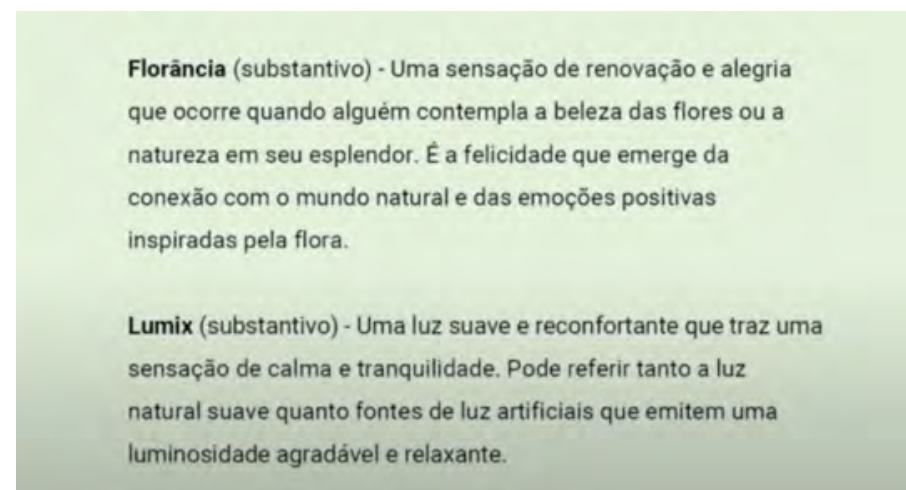 Florância (substantivo) - Uma sensação de renovação e alegria
que ocorre quando alguém contempla a beleza das flores ou a
natureza em seu esplendor. É a felicidade que emerge da
conexão com o mundo natural e das emoções positivas
inspiradas pela flora.
Lumix (substantivo) - Uma luz suave e reconfortante que traz uma
sensação de calma e tranquilidade. Pode referir tanto a luz
natural suave quanto fontes de luz artificiais que emitem uma
luminosidade agradável e relaxante.